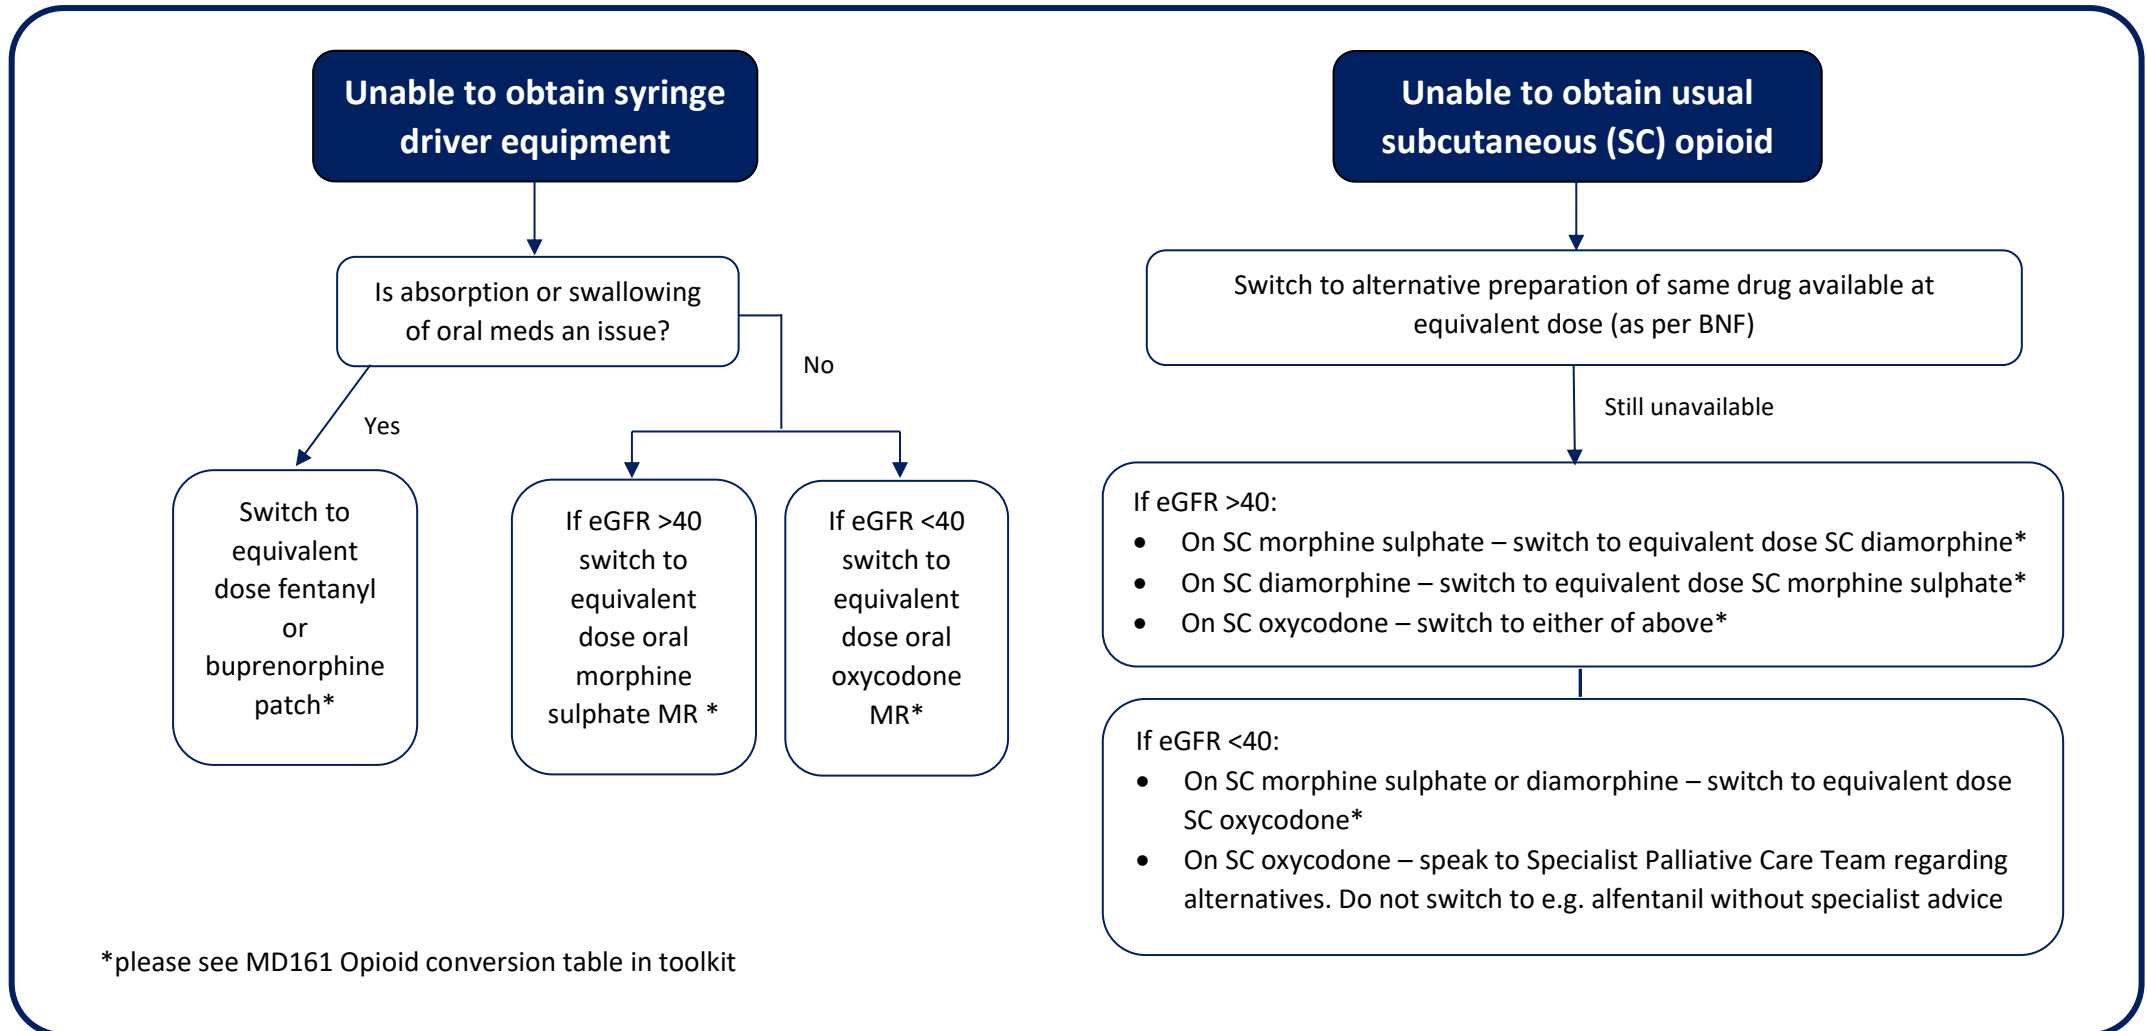 Unable to obtain syringe
driver equipment
Is absorption or swallowing
of oral meds an issue?
Yes
No
Switch to
equivalent
dose fentanyl
or
buprenorphine
patch*
If eGFR >40
switch to
equivalent
dose oral
morphine
sulphate MR *
If eGFR <40
switch to
equivalent
dose oral
oxycodone
MR*
*please see MD161 Opioid conversion table in toolkit
Unable to obtain usual
subcutaneous (SC) opioid
Switch to alternative preparation of same drug available at
equivalent dose (as per BNF)
Still unavailable
If eGFR >40:
• On SC morphine sulphate – switch to equivalent dose SC diamorphine*
• On SC diamorphine – switch to equivalent dose SC morphine sulphate*
• On SC oxycodone – switch to either of above*
If eGFR <40:
• On SC morphine sulphate or diamorphine – switch to equivalent dose
SC oxycodone*
• On SC oxycodone – speak to Specialist Palliative Care Team regarding
alternatives. Do not switch to e.g. alfentanil without specialist advice